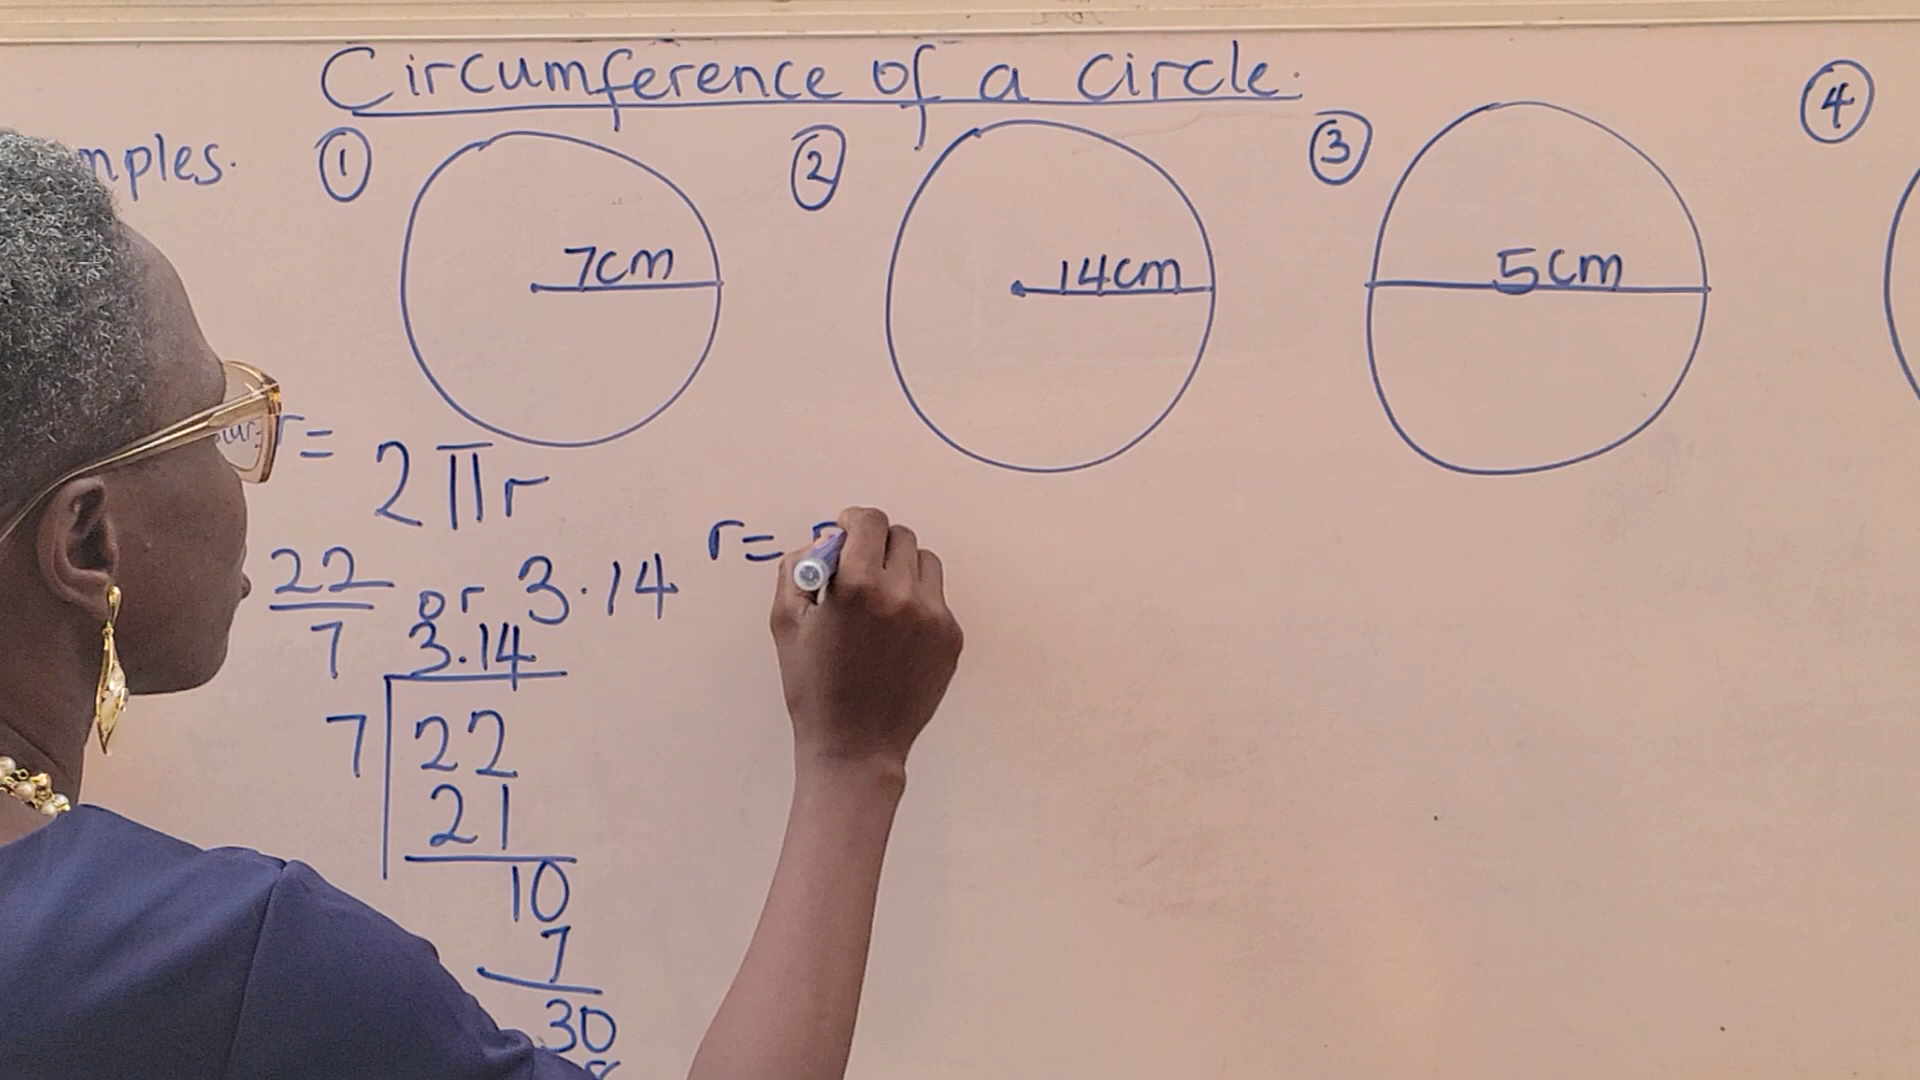 Circumference of a circle.
mples. ① ② ③ ④
7cm 14cm 5cm
r = 2πr
22/7 or 3.14 r =
3.14
7 22
21
10
7
30